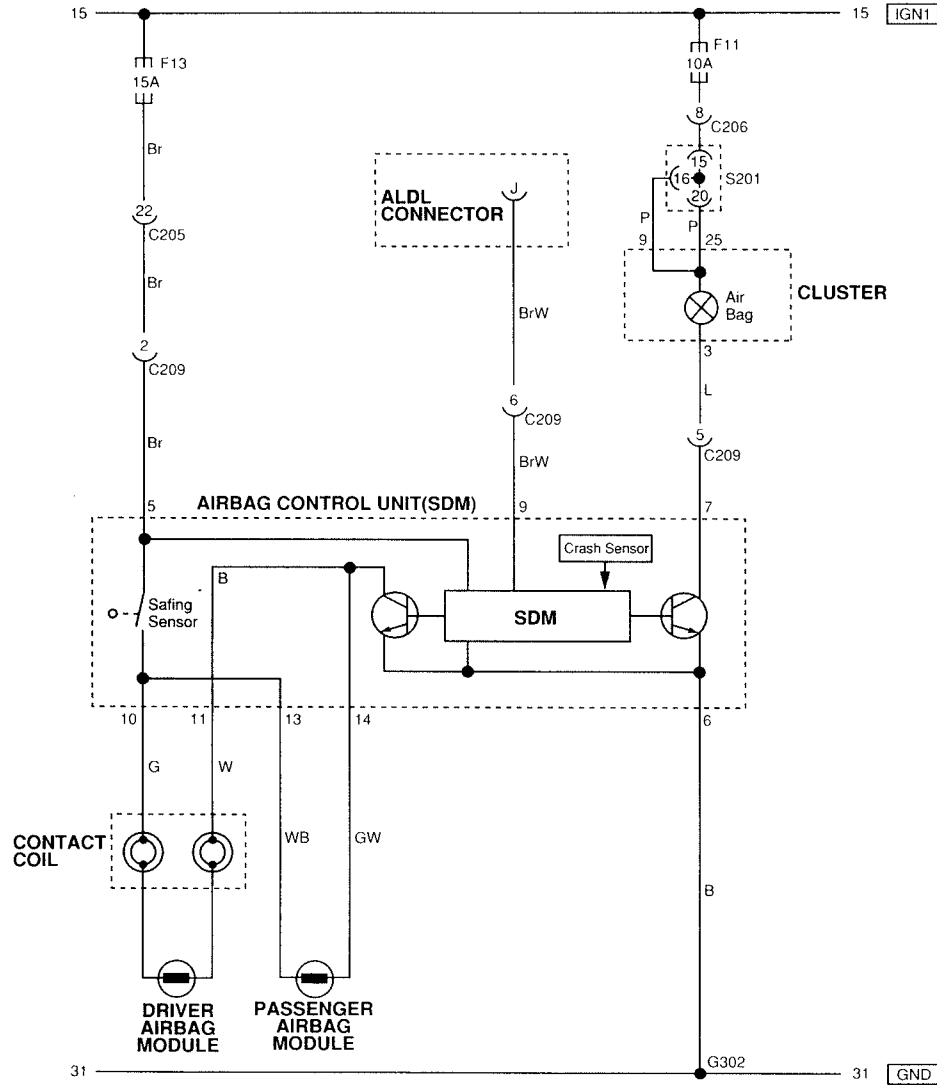 15
15 IGN1
F13
15A
F11
10A
Br
8
C206
15
16
S201
20
ALDL
CONNECTOR
J
22
C205
P
P
9
25
Br
CLUSTER
Air
Bag
BrW
3
2
C209
L
6
C209
5
C209
Br
BrW
5
AIRBAG CONTROL UNIT(SDM)
9
7
Crash Sensor
B
Safing
Sensor
SDM
10
11
13
14
6
G
W
CONTACT
COIL
WB
GW
B
DRIVER
AIRBAG
MODULE
PASSENGER
AIRBAG
MODULE
G302
31
31 GND